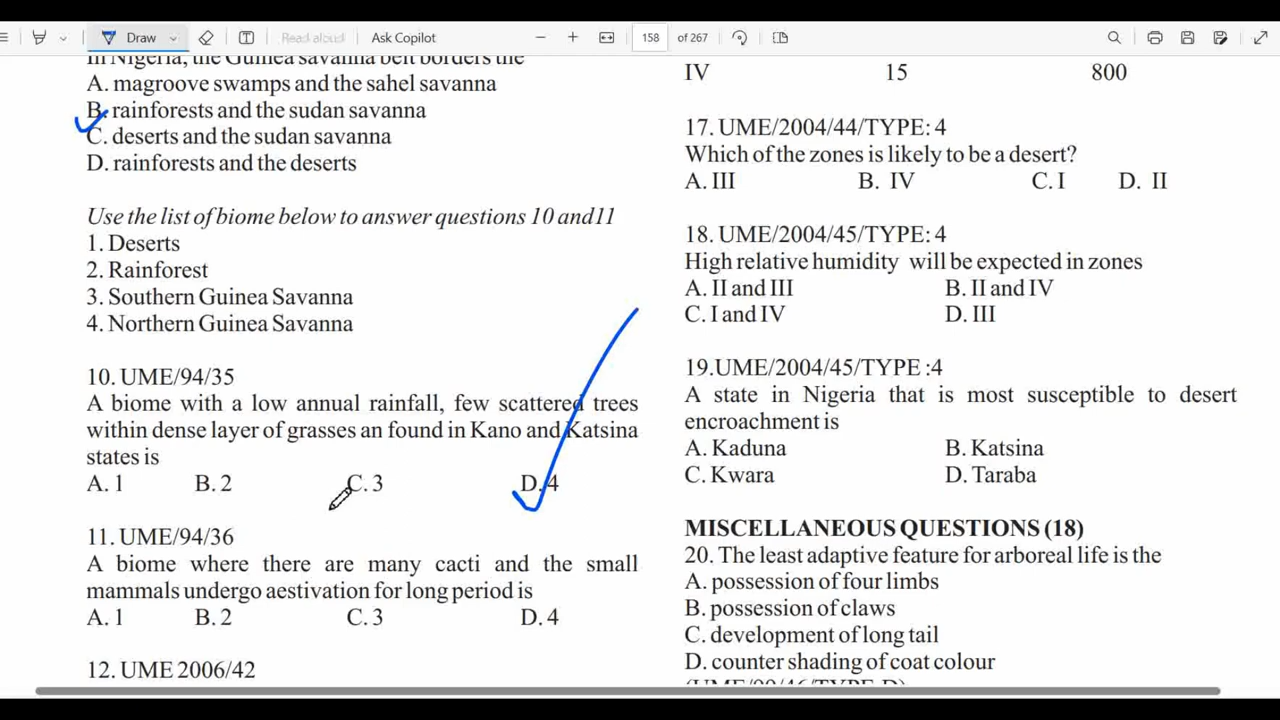 Draw
Read aloud
Ask Copilot
158
of 267
In Nigeria, the Guinea savanna belt borders the
A. magroove swamps and the sahel savanna
B. rainforests and the sudan savanna
C. deserts and the sudan savanna
D. rainforests and the deserts
Use the list of biome below to answer questions 10 and11
1. Deserts
2. Rainforest
3. Southern Guinea Savanna
4. Northern Guinea Savanna
10. UME/94/35
A biome with a low annual rainfall, few scattered trees
within dense layer of grasses an found in Kano and Katsina
states is
A. 1 B. 2 C. 3 D. 4
11. UME/94/36
A biome where there are many cacti and the small
mammals undergo aestivation for long period is
A. 1 B. 2 C. 3 D. 4
12. UME 2006/42
IV 15 800
17. UME/2004/44/TYPE: 4
Which of the zones is likely to be a desert?
A. III B. IV C. I D. II
18. UME/2004/45/TYPE: 4
High relative humidity will be expected in zones
A. II and III B. II and IV
C. I and IV D. III
19.UME/2004/45/TYPE :4
A state in Nigeria that is most susceptible to desert
encroachment is
A. Kaduna B. Katsina
C. Kwara D. Taraba
MISCELLANEOUS QUESTIONS (18)
20. The least adaptive feature for arboreal life is the
A. possession of four limbs
B. possession of claws
C. development of long tail
D. counter shading of coat colour
(UME/00/46/TYPE D)